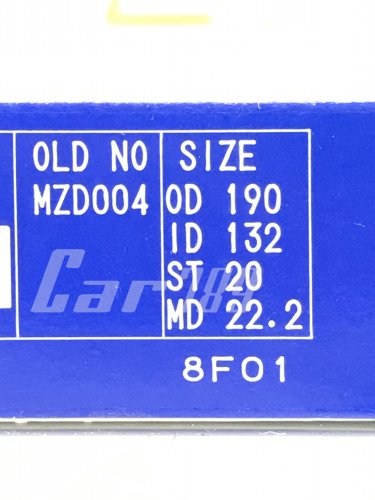 OLD NO SIZE
MZD004 OD 190
ID 132
ST 20
MD 22.2
8F01